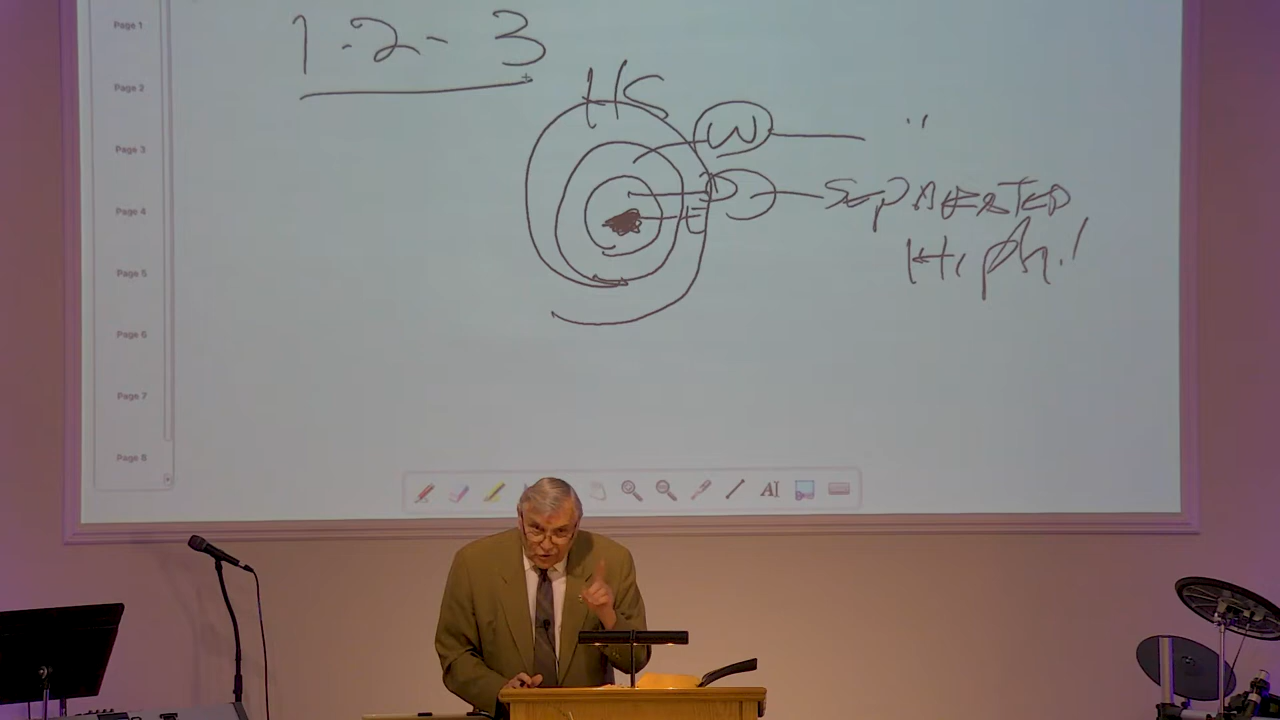 Page 1
Page 2
Page 3
Page 4
Page 5
Page 6
Page 7
Page 8
1-2-3
HS
W
D
t
AI